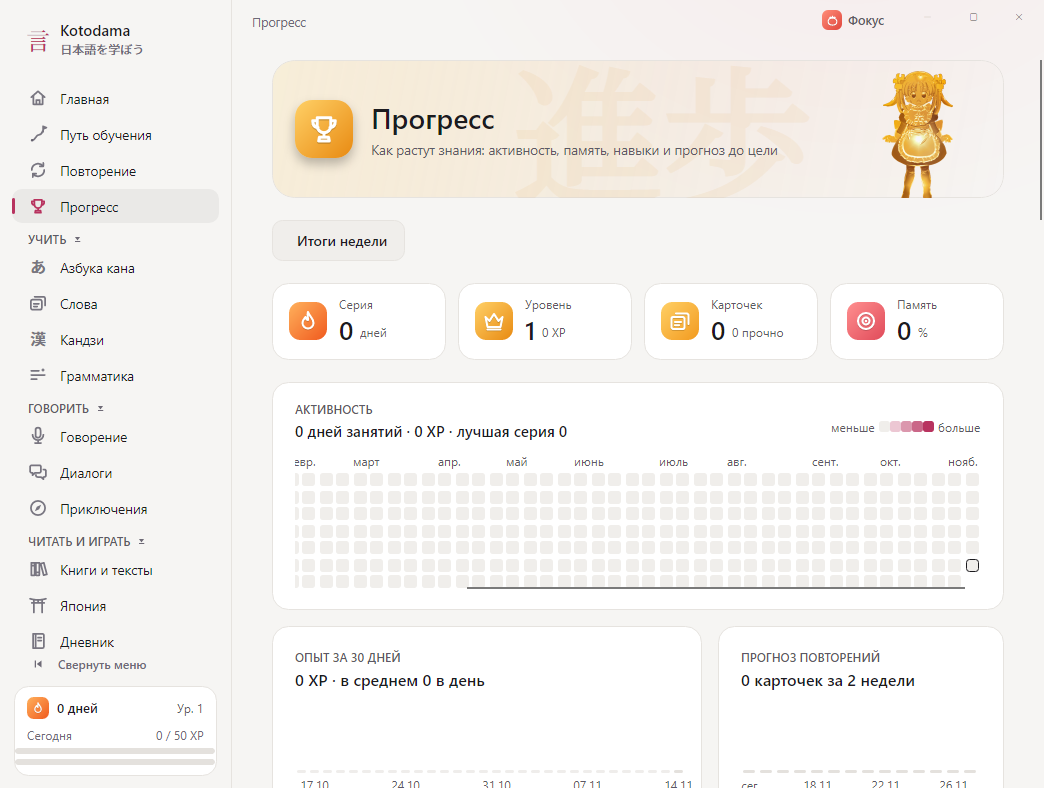 言
Kotodama
日本語を学ぼう
Главная
Путь обучения
Повторение
Прогресс
УЧИТЬ
あ Азбука кана
Слова
漢 Кандзи
Грамматика
ГОВОРИТЬ
Говорение
Диалоги
Приключения
ЧИТАТЬ И ИГРАТЬ
Книги и тексты
Япония
Дневник
Свернуть меню
0 дней Ур. 1
Сегодня 0 / 50 XP
Прогресс
Фокус
進歩
Прогресс
Как растут знания: активность, память, навыки и прогноз до цели
Итоги недели
Серия
0 дней
Уровень
1 0 XP
Карточек
0 0 прочно
Память
0 %
АКТИВНОСТЬ
0 дней занятий · 0 XP · лучшая серия 0
меньше больше
евр. март апр. май июнь июль авг. сент. окт. нояб.
ОПЫТ ЗА 30 ДНЕЙ
0 XP · в среднем 0 в день
17.10 24.10 31.10 07.11 14.11
ПРОГНОЗ ПОВТОРЕНИЙ
0 карточек за 2 недели
сег. 18.11 22.11 26.11